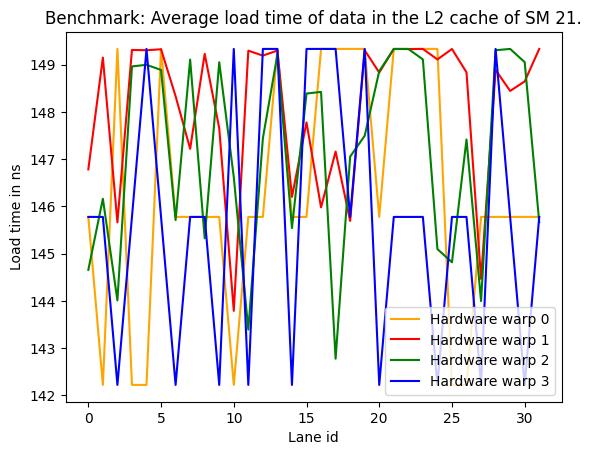 Benchmark: Average load time of data in the L2 cache of SM 21.
Load time in ns
149
148
147
146
145
144
143
142
Hardware warp 0
Hardware warp 1
Hardware warp 2
Hardware warp 3
0 5 10 15 20 25 30
Lane id